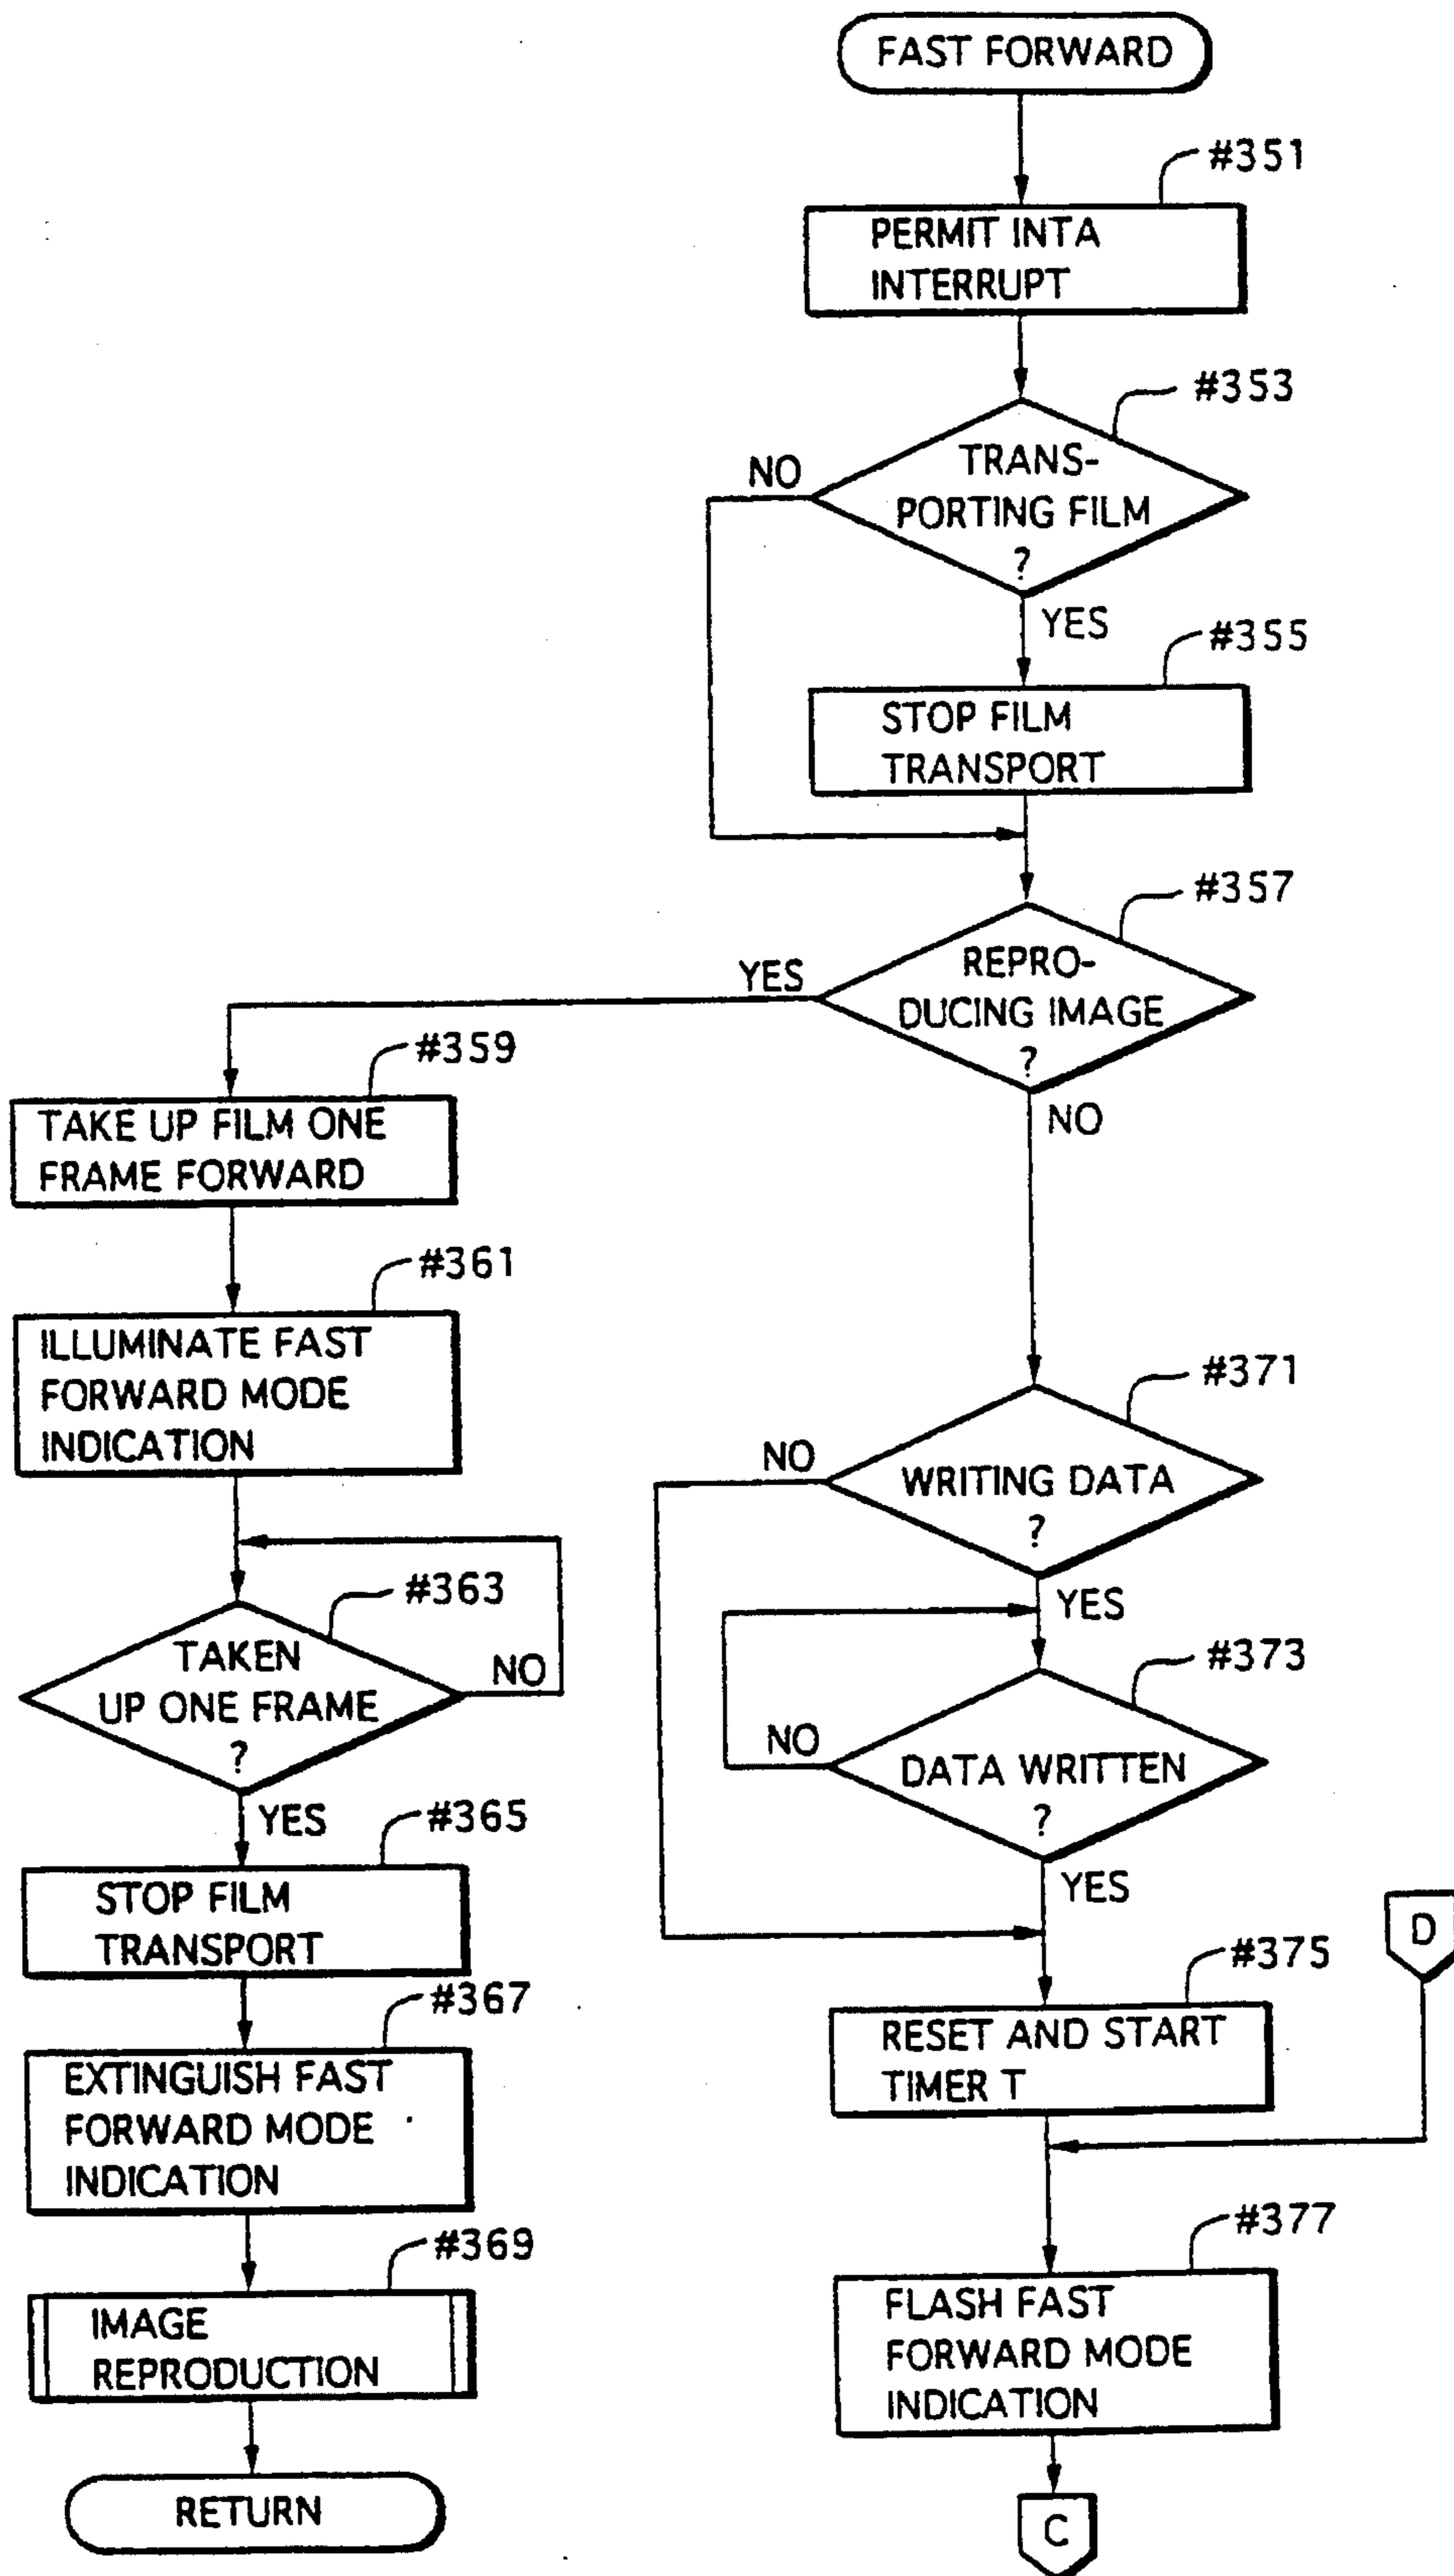 FAST FORWARD
#351
PERMIT INTA
INTERRUPT
#353
TRANS-
PORTING FILM
?
NO
YES
#355
STOP FILM
TRANSPORT
#357
REPRO-
DUCING IMAGE
?
YES
NO
#359
TAKE UP FILM ONE
FRAME FORWARD
#361
ILLUMINATE FAST
FORWARD MODE
INDICATION
#363
TAKEN
UP ONE FRAME
?
NO
YES
#365
STOP FILM
TRANSPORT
#367
EXTINGUISH FAST
FORWARD MODE
INDICATION
#369
IMAGE
REPRODUCTION
RETURN
#371
WRITING DATA
?
NO
YES
#373
DATA WRITTEN
?
NO
YES
D
#375
RESET AND START
TIMER T
#377
FLASH FAST
FORWARD MODE
INDICATION
C